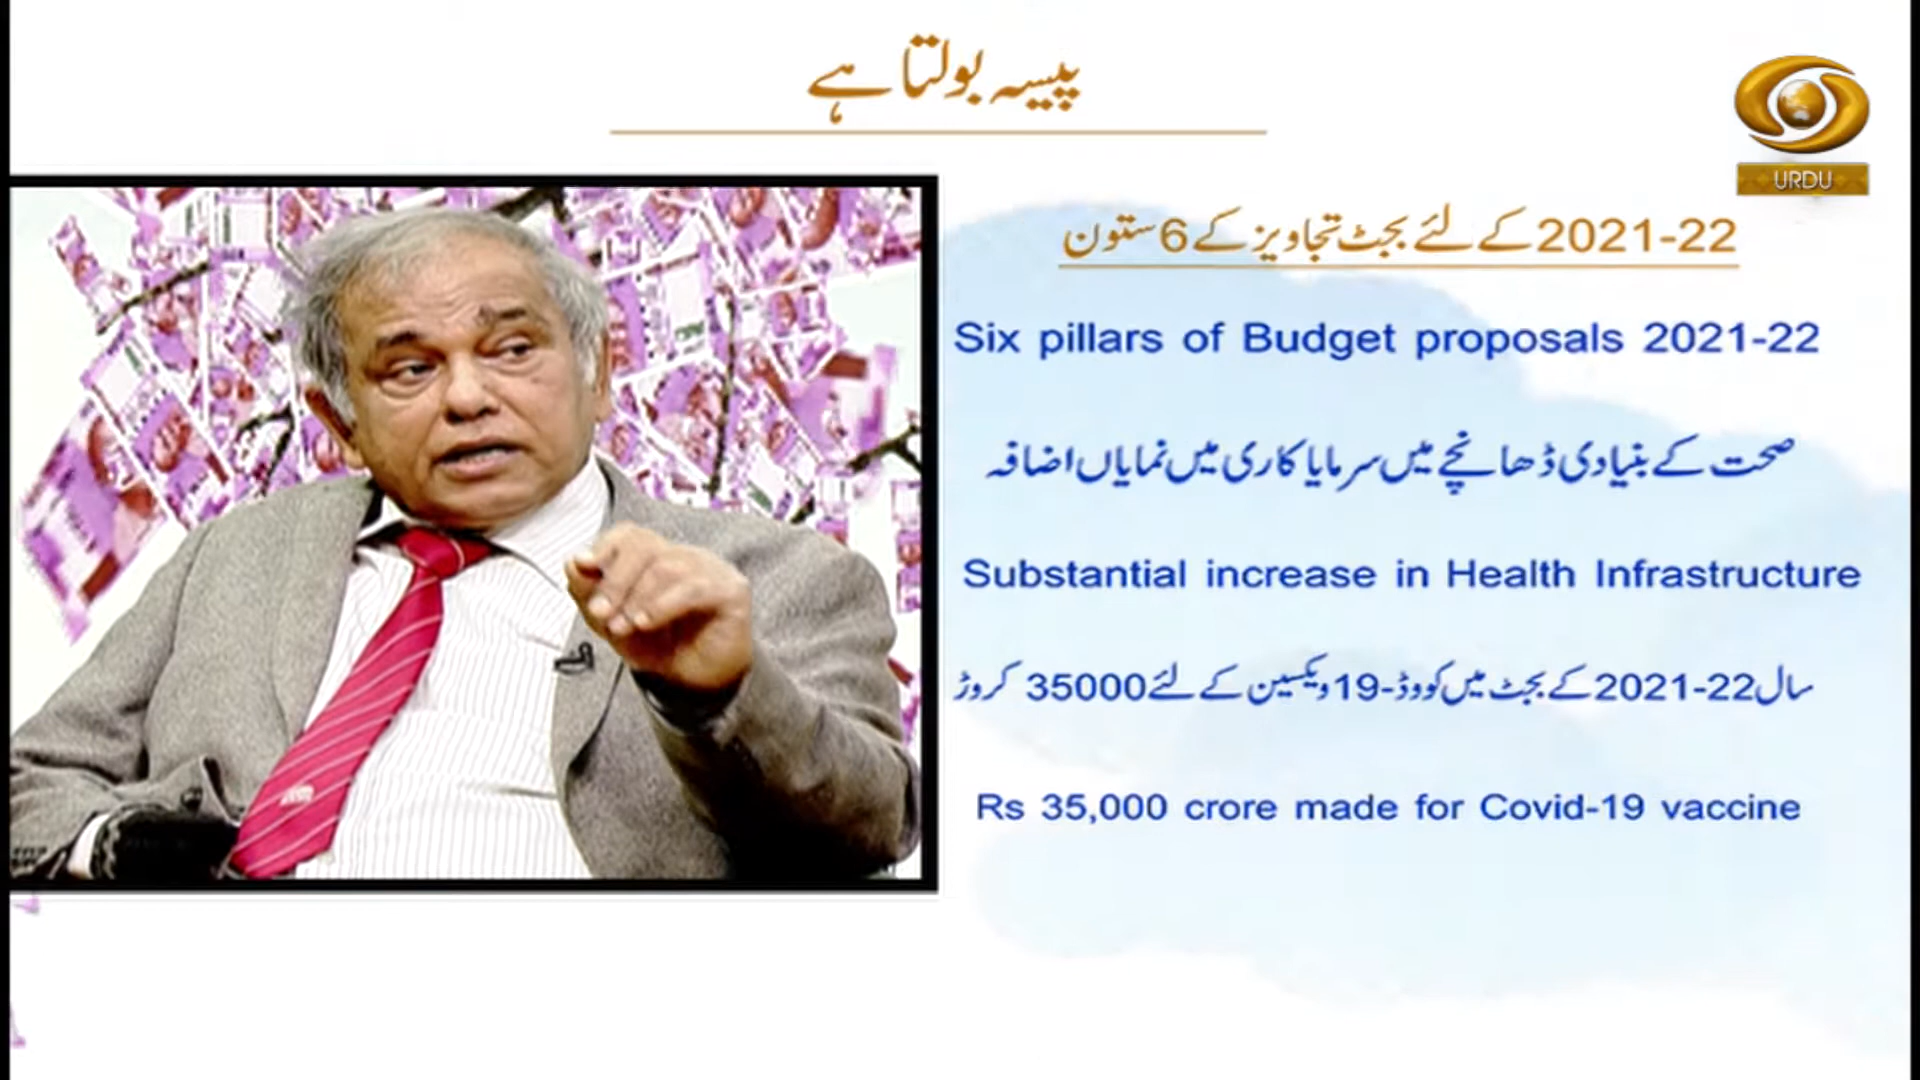 پیسہ بولتا ہے
URDU
2021-22 کے لئے بجٹ تجاویز کے 6 ستون
Six pillars of Budget proposals 2021-22
صحت کے بنیادی ڈھانچے میں سرمایا کاری میں نمایاں اضافہ
Substantial increase in Health Infrastructure
سال 2021-22 کے بجٹ میں کووڈ-19 ویکسین کے لئے 35000 کروڑ
Rs 35,000 crore made for Covid-19 vaccine